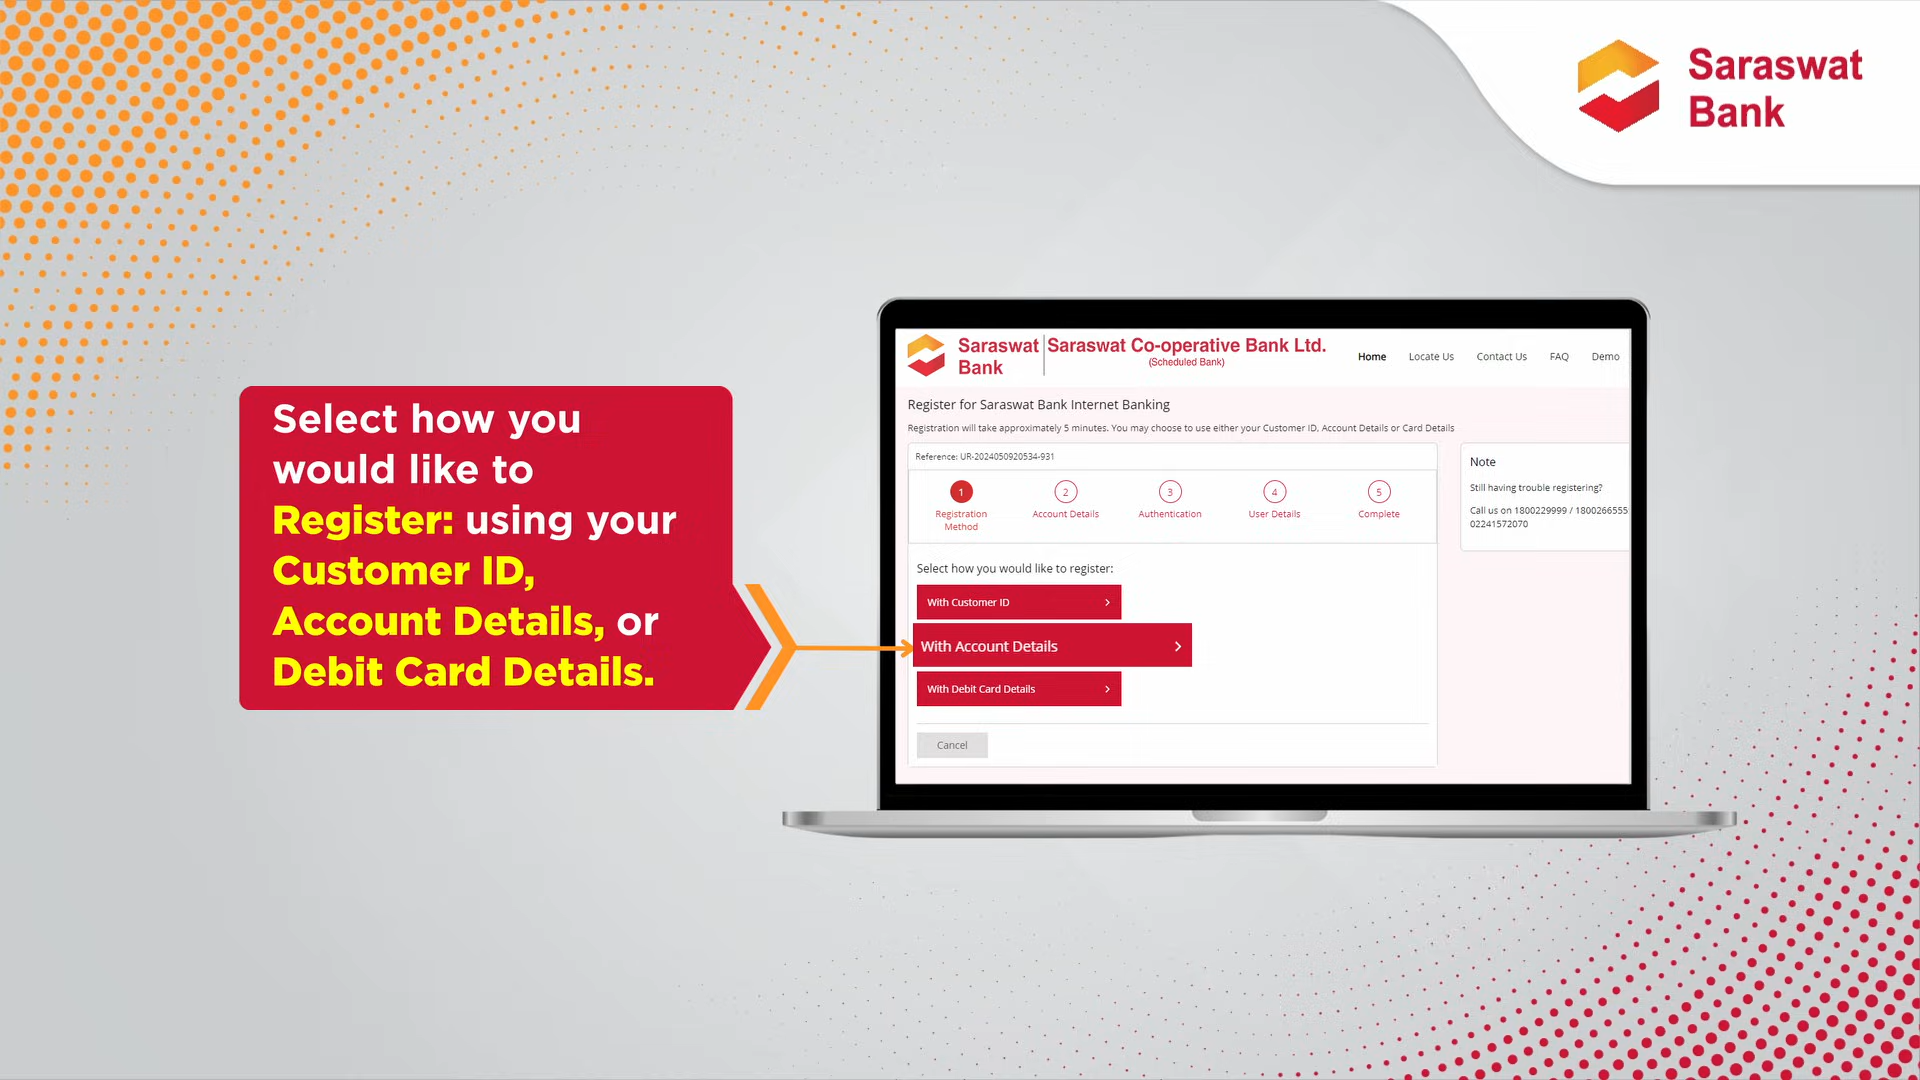 Saraswat
Bank
Select how you
would like to
Register: using your
Customer ID,
Account Details, or
Debit Card Details.
Saraswat
Bank
Saraswat Co-operative Bank Ltd.
(Scheduled Bank)
Home
Locate Us
Contact Us
FAQ
Demo
Register for Saraswat Bank Internet Banking
Registration will take approximately 5 minutes. You may choose to use either your Customer ID, Account Details or Card Details
Reference: UR-2024050920534-931
1
Registration
Method
2
Account Details
3
Authentication
4
User Details
5
Complete
Select how you would like to register:
With Customer ID
With Account Details
With Debit Card Details
Cancel
Note
Still having trouble registering?
Call us on 1800229999 / 1800266555
02241572070